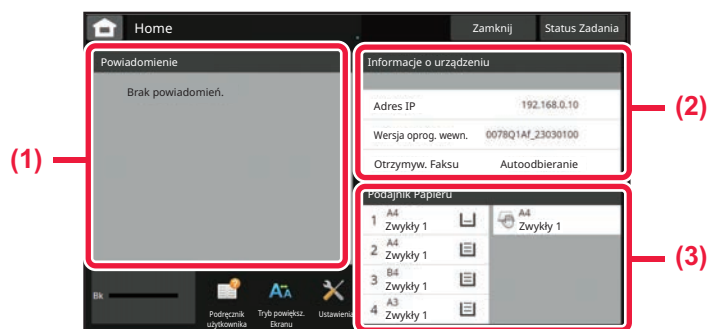 Home
Zamknij
Status Zadania
Powiadomienie
Brak powiadomień.
(1)
Informacje o urządzeniu
Adres IP 192.168.0.10
Wersja oprog. wewn. 0078Q1Af_23030100
Otrzymyw. Faksu Autoodbieranie
(2)
Podajnik Papieru
1 A4
Zwykły 1
2 A4
Zwykły 1
3 B4
Zwykły 1
4 A3
Zwykły 1
A4
Zwykły 1
(3)
Bk
Podręcznik
użytkownika
Tryb powiększ.
Ekranu
Ustawienia